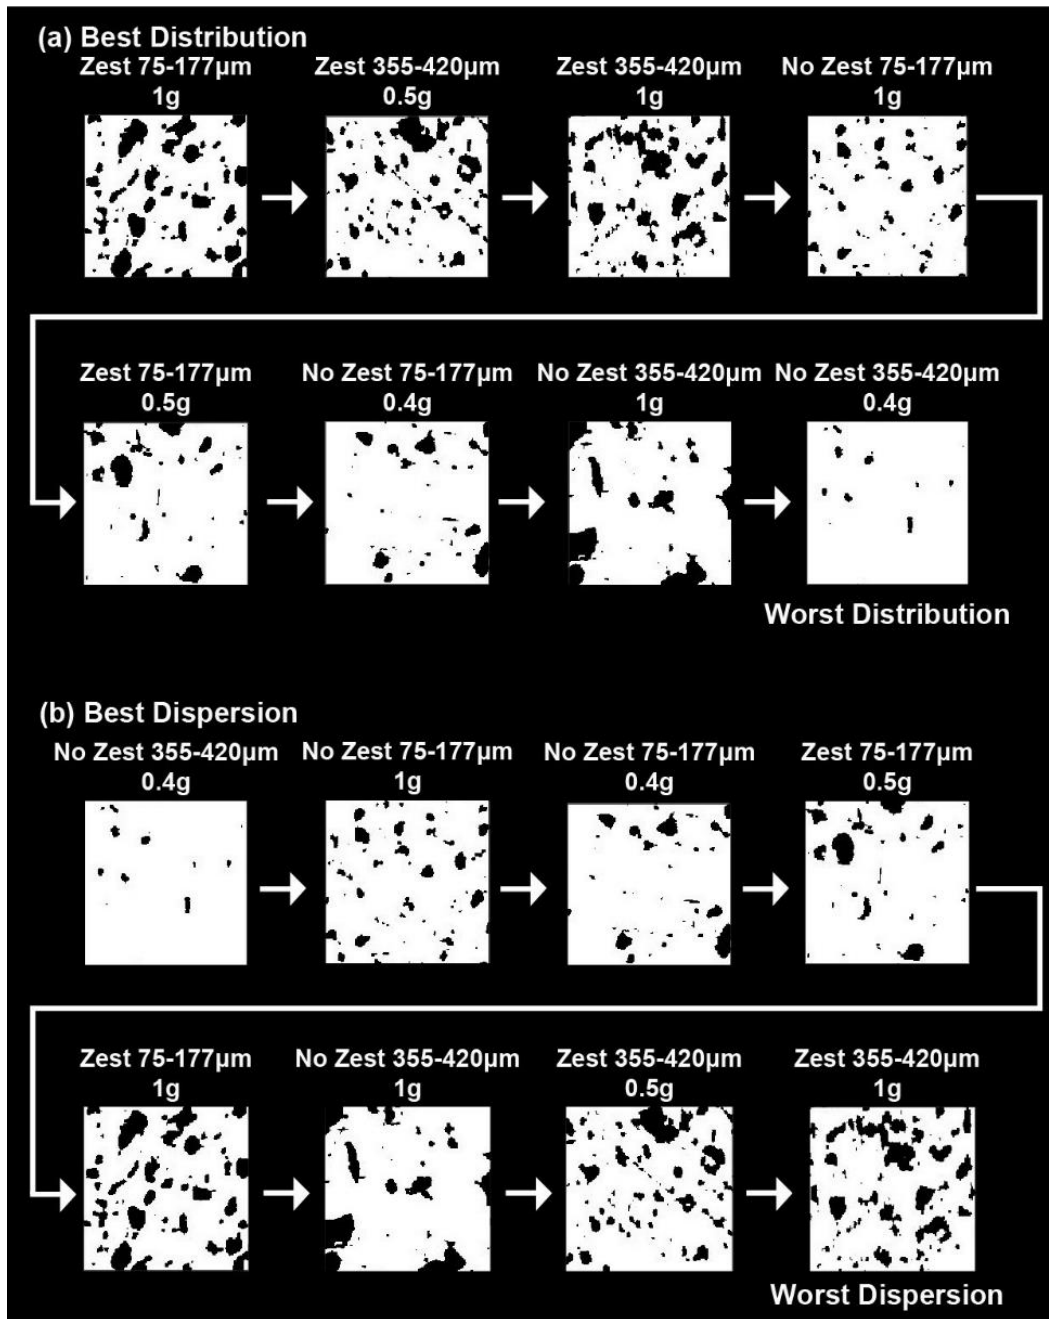 (a) Best Distribution
Zest 75-177µm
1g
Zest 355-420µm
0.5g
Zest 355-420µm
1g
No Zest 75-177µm
1g
Zest 75-177µm
0.5g
No Zest 75-177µm
0.4g
No Zest 355-420µm
1g
No Zest 355-420µm
0.4g
Worst Distribution
(b) Best Dispersion
No Zest 355-420µm
0.4g
No Zest 75-177µm
1g
No Zest 75-177µm
0.4g
Zest 75-177µm
0.5g
Zest 75-177µm
1g
No Zest 355-420µm
1g
Zest 355-420µm
0.5g
Zest 355-420µm
1g
Worst Dispersion